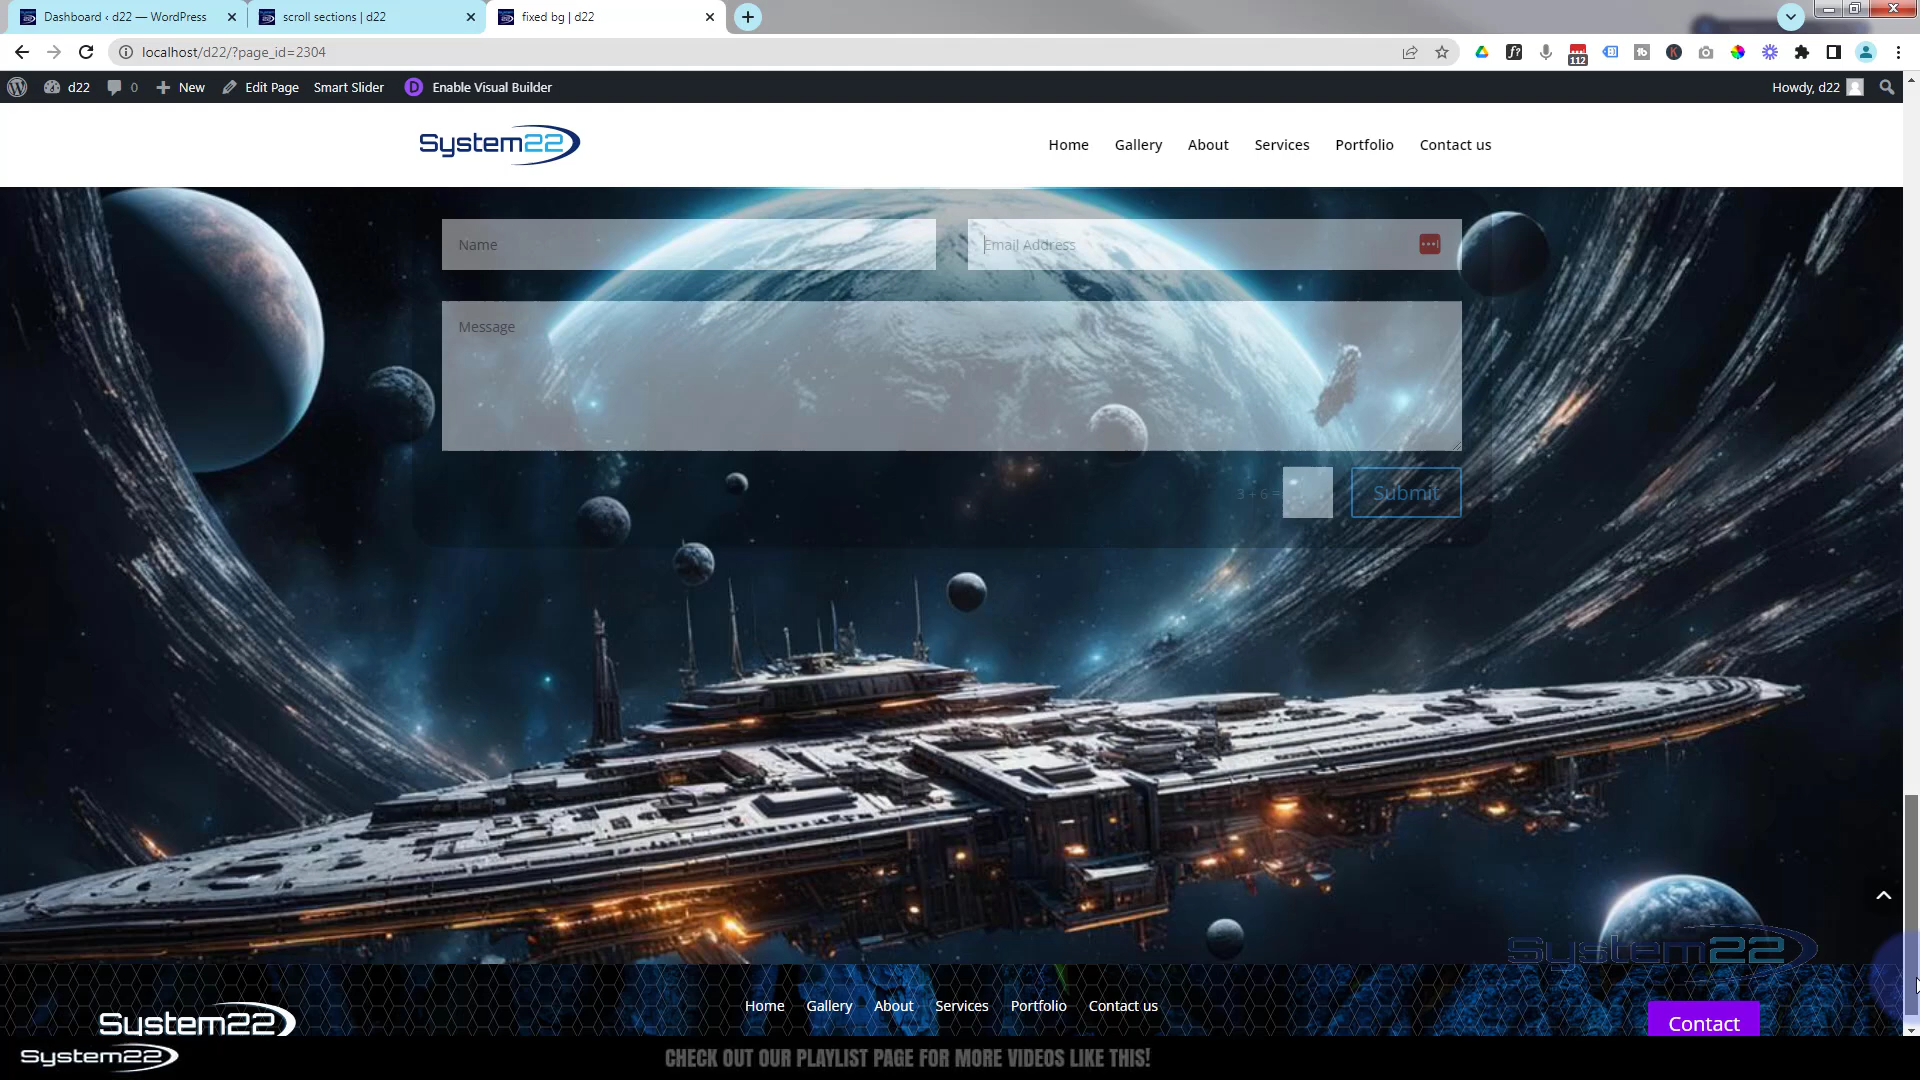 Dashboard ‹ d22 — WordPress
scroll sections | d22
fixed bg | d22
localhost/d22/?page_id=2304
112
d22
0
New
Edit Page
Smart Slider
D
Enable Visual Builder
Howdy, d22
System22
Home
Gallery
About
Services
Portfolio
Contact us
Name
Email Address
Message
3 + 6 =
Submit
System22
System22
Home
Gallery
About
Services
Portfolio
Contact us
Contact
System22
CHECK OUT OUR PLAYLIST PAGE FOR MORE VIDEOS LIKE THIS!